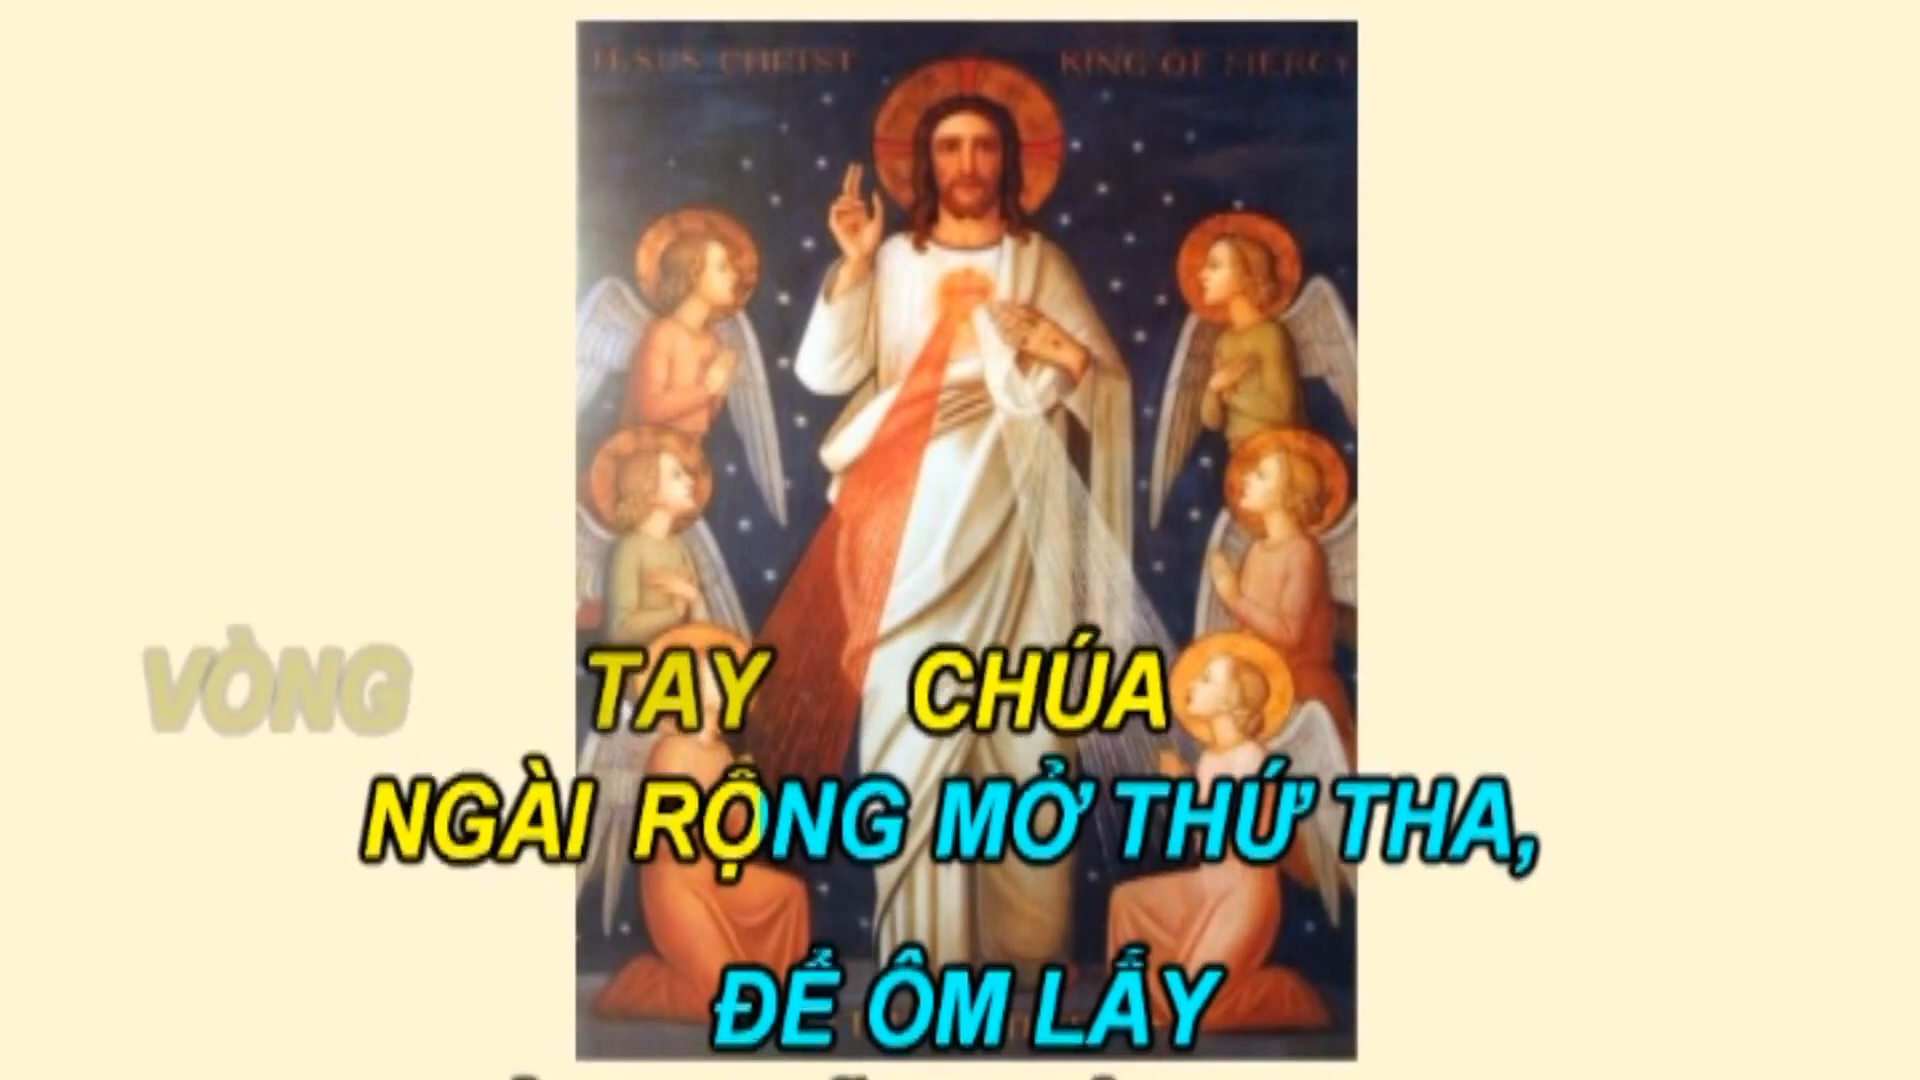 JESUS CHRIST KING OF MERCY
VÒNG TAY CHÚA
NGÀI RỘNG MỞ THỨ THA,
ĐỂ ÔM LẤY